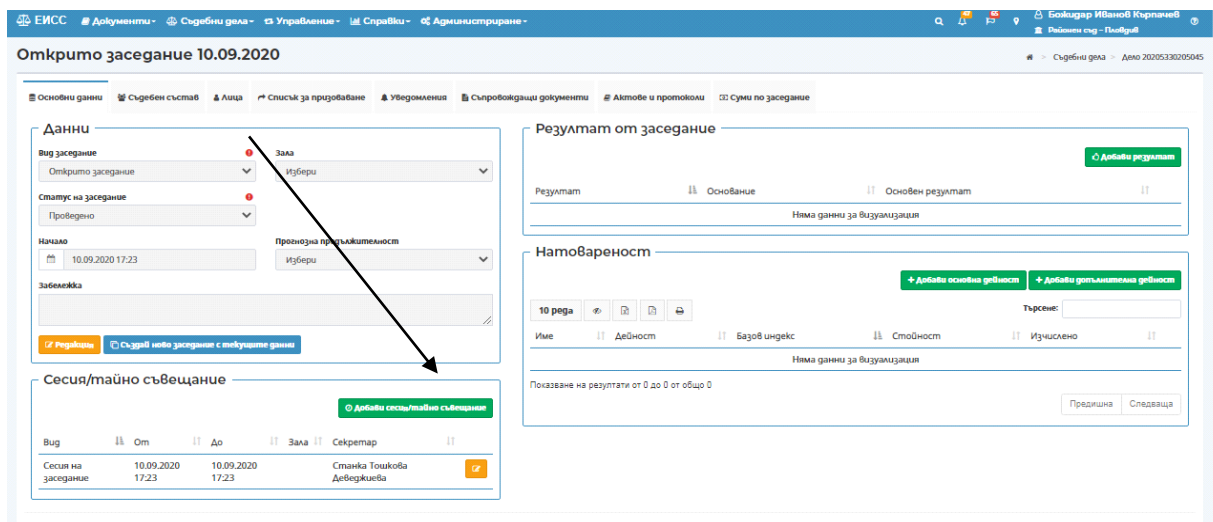 ЕИСС Документи Съдебни дела Управление Справки Администриране 47 65 Божидар Иванов Кърпачев
Районен съд – Пловдив
Открито заседание 10.09.2020
> Съдебни дела > Дело 20205330205045
Основни данни Съдебен състав Лица Списък за призоваване Уведомления Съпровождащи документи Актове и протоколи Суми по заседание
Данни
Вид заседание
Зала
Открито заседание
Избери
Статус на заседание
Проведено
Начало
Прогнозна продължителност
10.09.2020 17:23
Избери
Забележка
Редакция
Създай ново заседание с текущите данни
Сесия/тайно съвещание
Добави сесия/тайно съвещание
Вид От До Зала Секретар
Сесия на заседание
10.09.2020 17:23
10.09.2020 17:23
Станка Тошкова Деведжиева
Резултат от заседание
Добави резултат
Резултат Основание Основен резултат
Няма данни за визуализация
Натовареност
+ Добави основна дейност
+ Добави допълнителна дейност
10 реда
Търсене:
Име Дейност Базов индекс Стойност Изчислено
Няма данни за визуализация
Показване на резултати от 0 до 0 от общо 0
Предишна Следваща